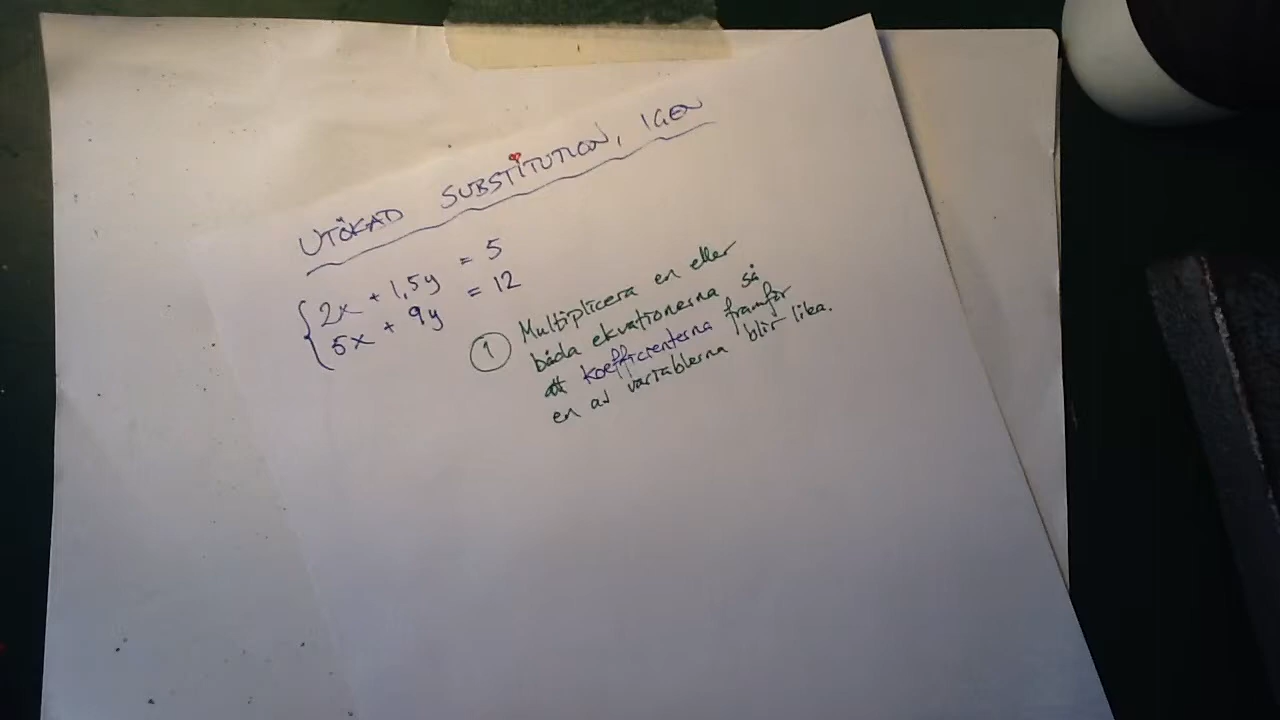 UTÖKAD SUBSTITUTION, IGEN
2x + 1,5y = 5
5x + 9y = 12
1 Multiplicera en eller
båda ekvationerna så
att koefficienterna framför
en av variablerna blir lika.